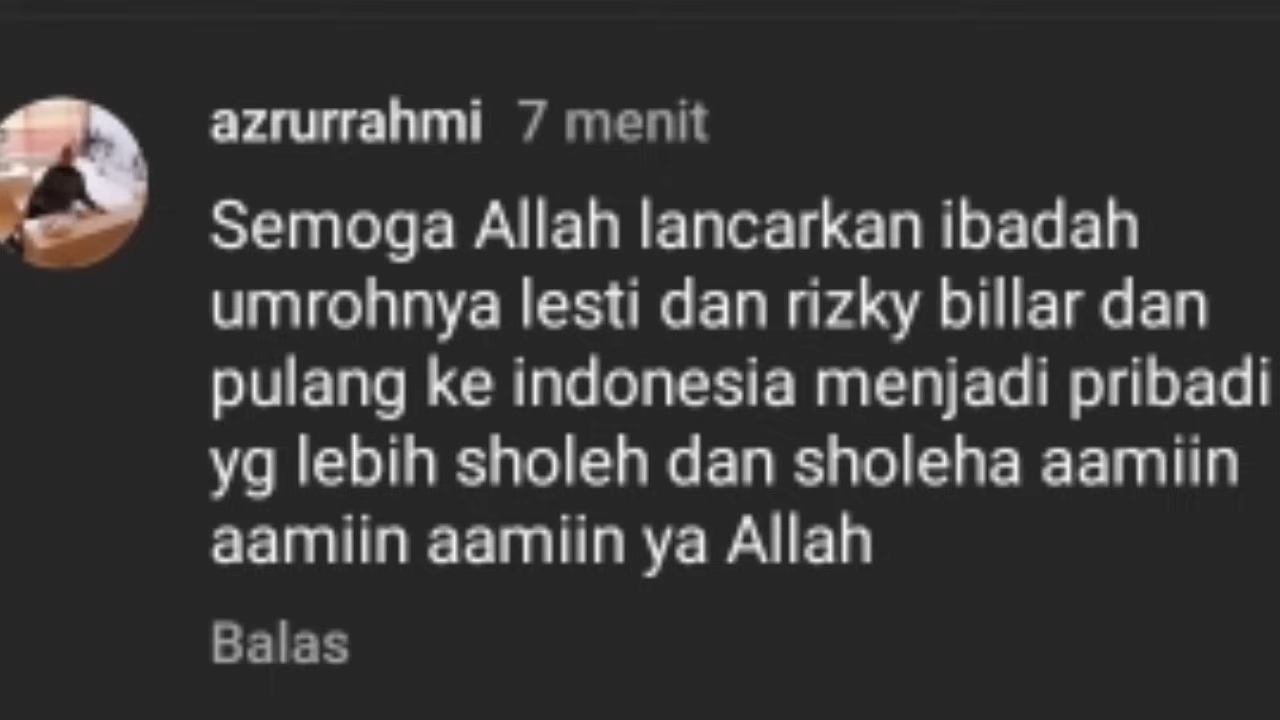 azrurrahmi 7 menit
Semoga Allah lancarkan ibadah
umrohnya lesti dan rizky billar dan
pulang ke indonesia menjadi pribadi
yg lebih sholeh dan sholeha aamiin
aamiin aamiin ya Allah
Balas